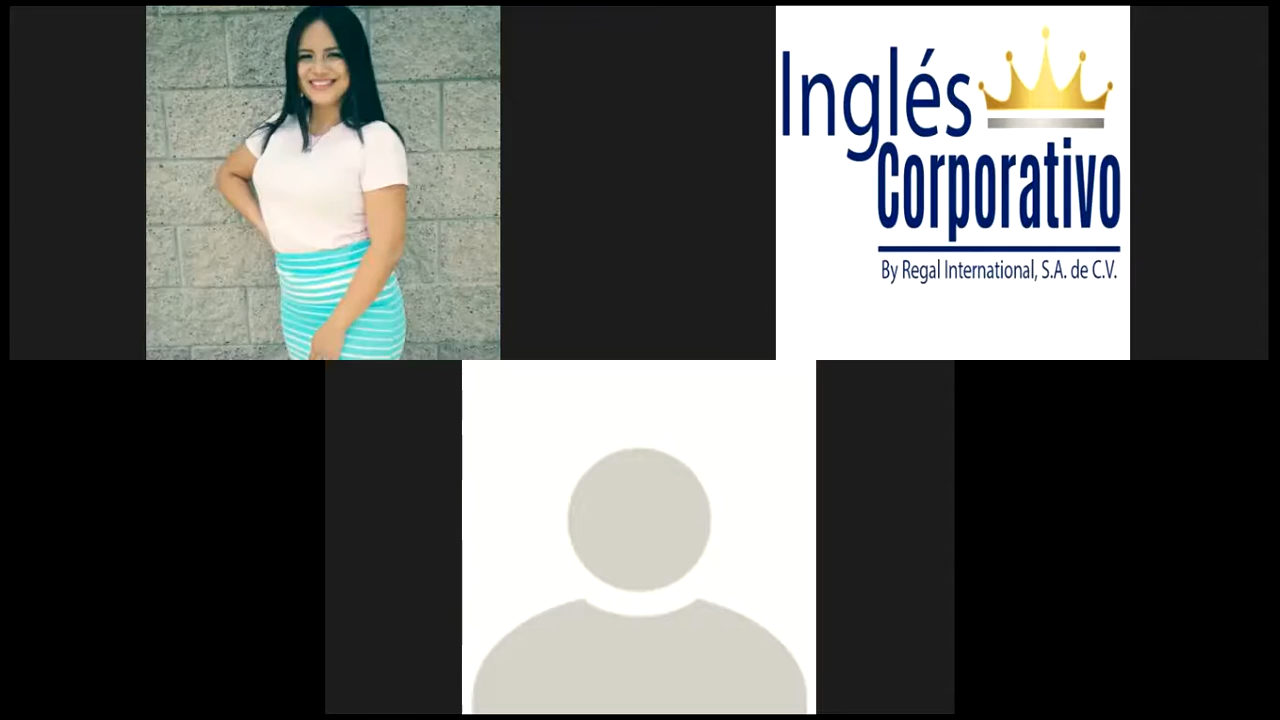 Inglés
Corporativo
By Regal International, S.A. de C.V.